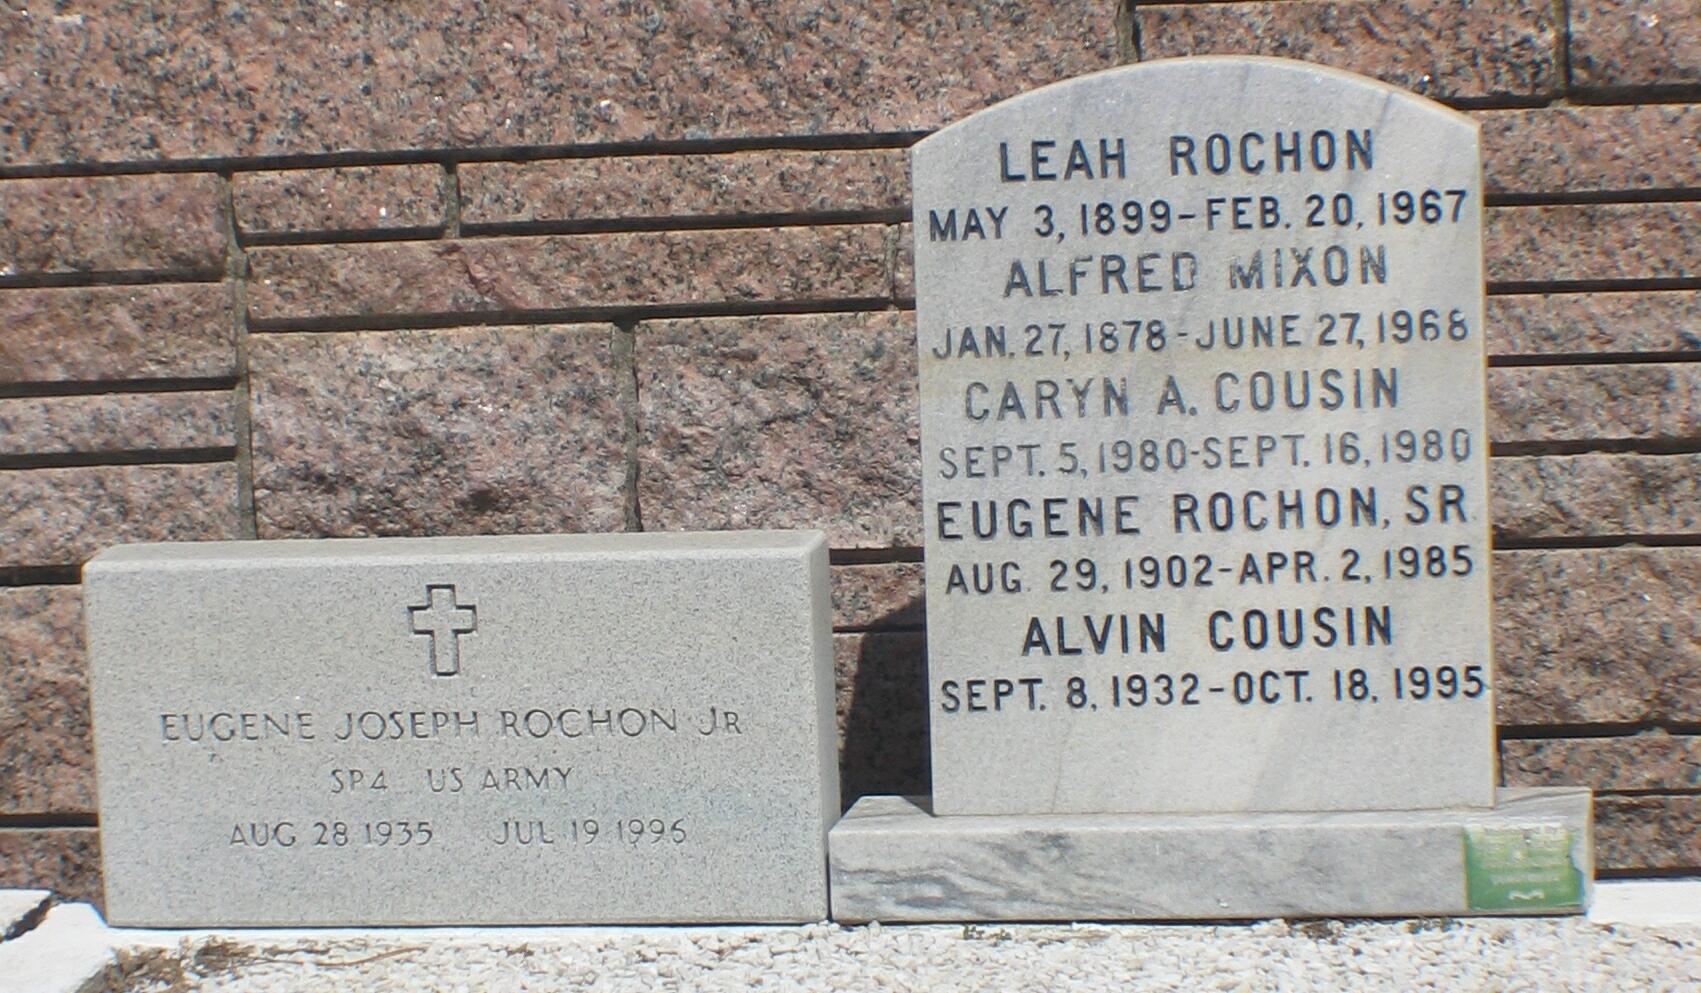 LEAH ROCHON
MAY 3, 1899-FEB. 20, 1967
ALFRED MIXON
JAN. 27, 1878-JUNE 27, 1968
CARYN A. COUSIN
SEPT. 5, 1980-SEPT. 16, 1980
EUGENE ROCHON, SR.
AUG. 29, 1902-APR. 2, 1985
ALVIN COUSIN
SEPT. 8, 1932-OCT. 18, 1995
EUGENE JOSEPH ROCHON JR
SP4 US ARMY
AUG 28 1935 JUL 19 1996